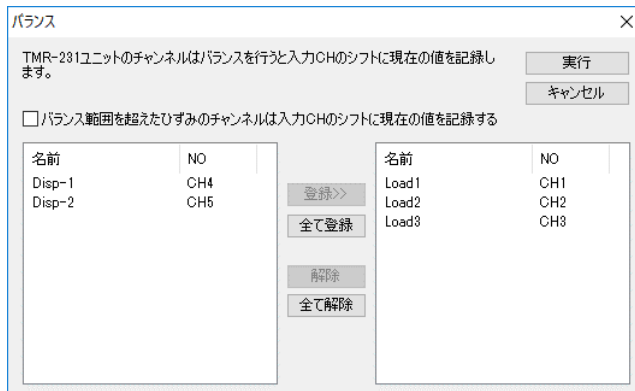 バランス
TMR-231ユニットのチャンネルはバランスを行うと入力CHのシフトに現在の値を記録し
ます。
実行
キャンセル
バランス範囲を超えたひずみのチャンネルは入力CHのシフトに現在の値を記録する
名前 NO
Disp-1 CH4
Disp-2 CH5
登録>>
全て登録
解除
全て解除
名前 NO
Load1 CH1
Load2 CH2
Load3 CH3